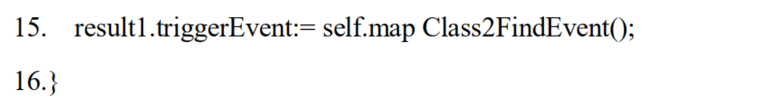 15. result1.triggerEvent:= self.map Class2FindEvent();
16.}